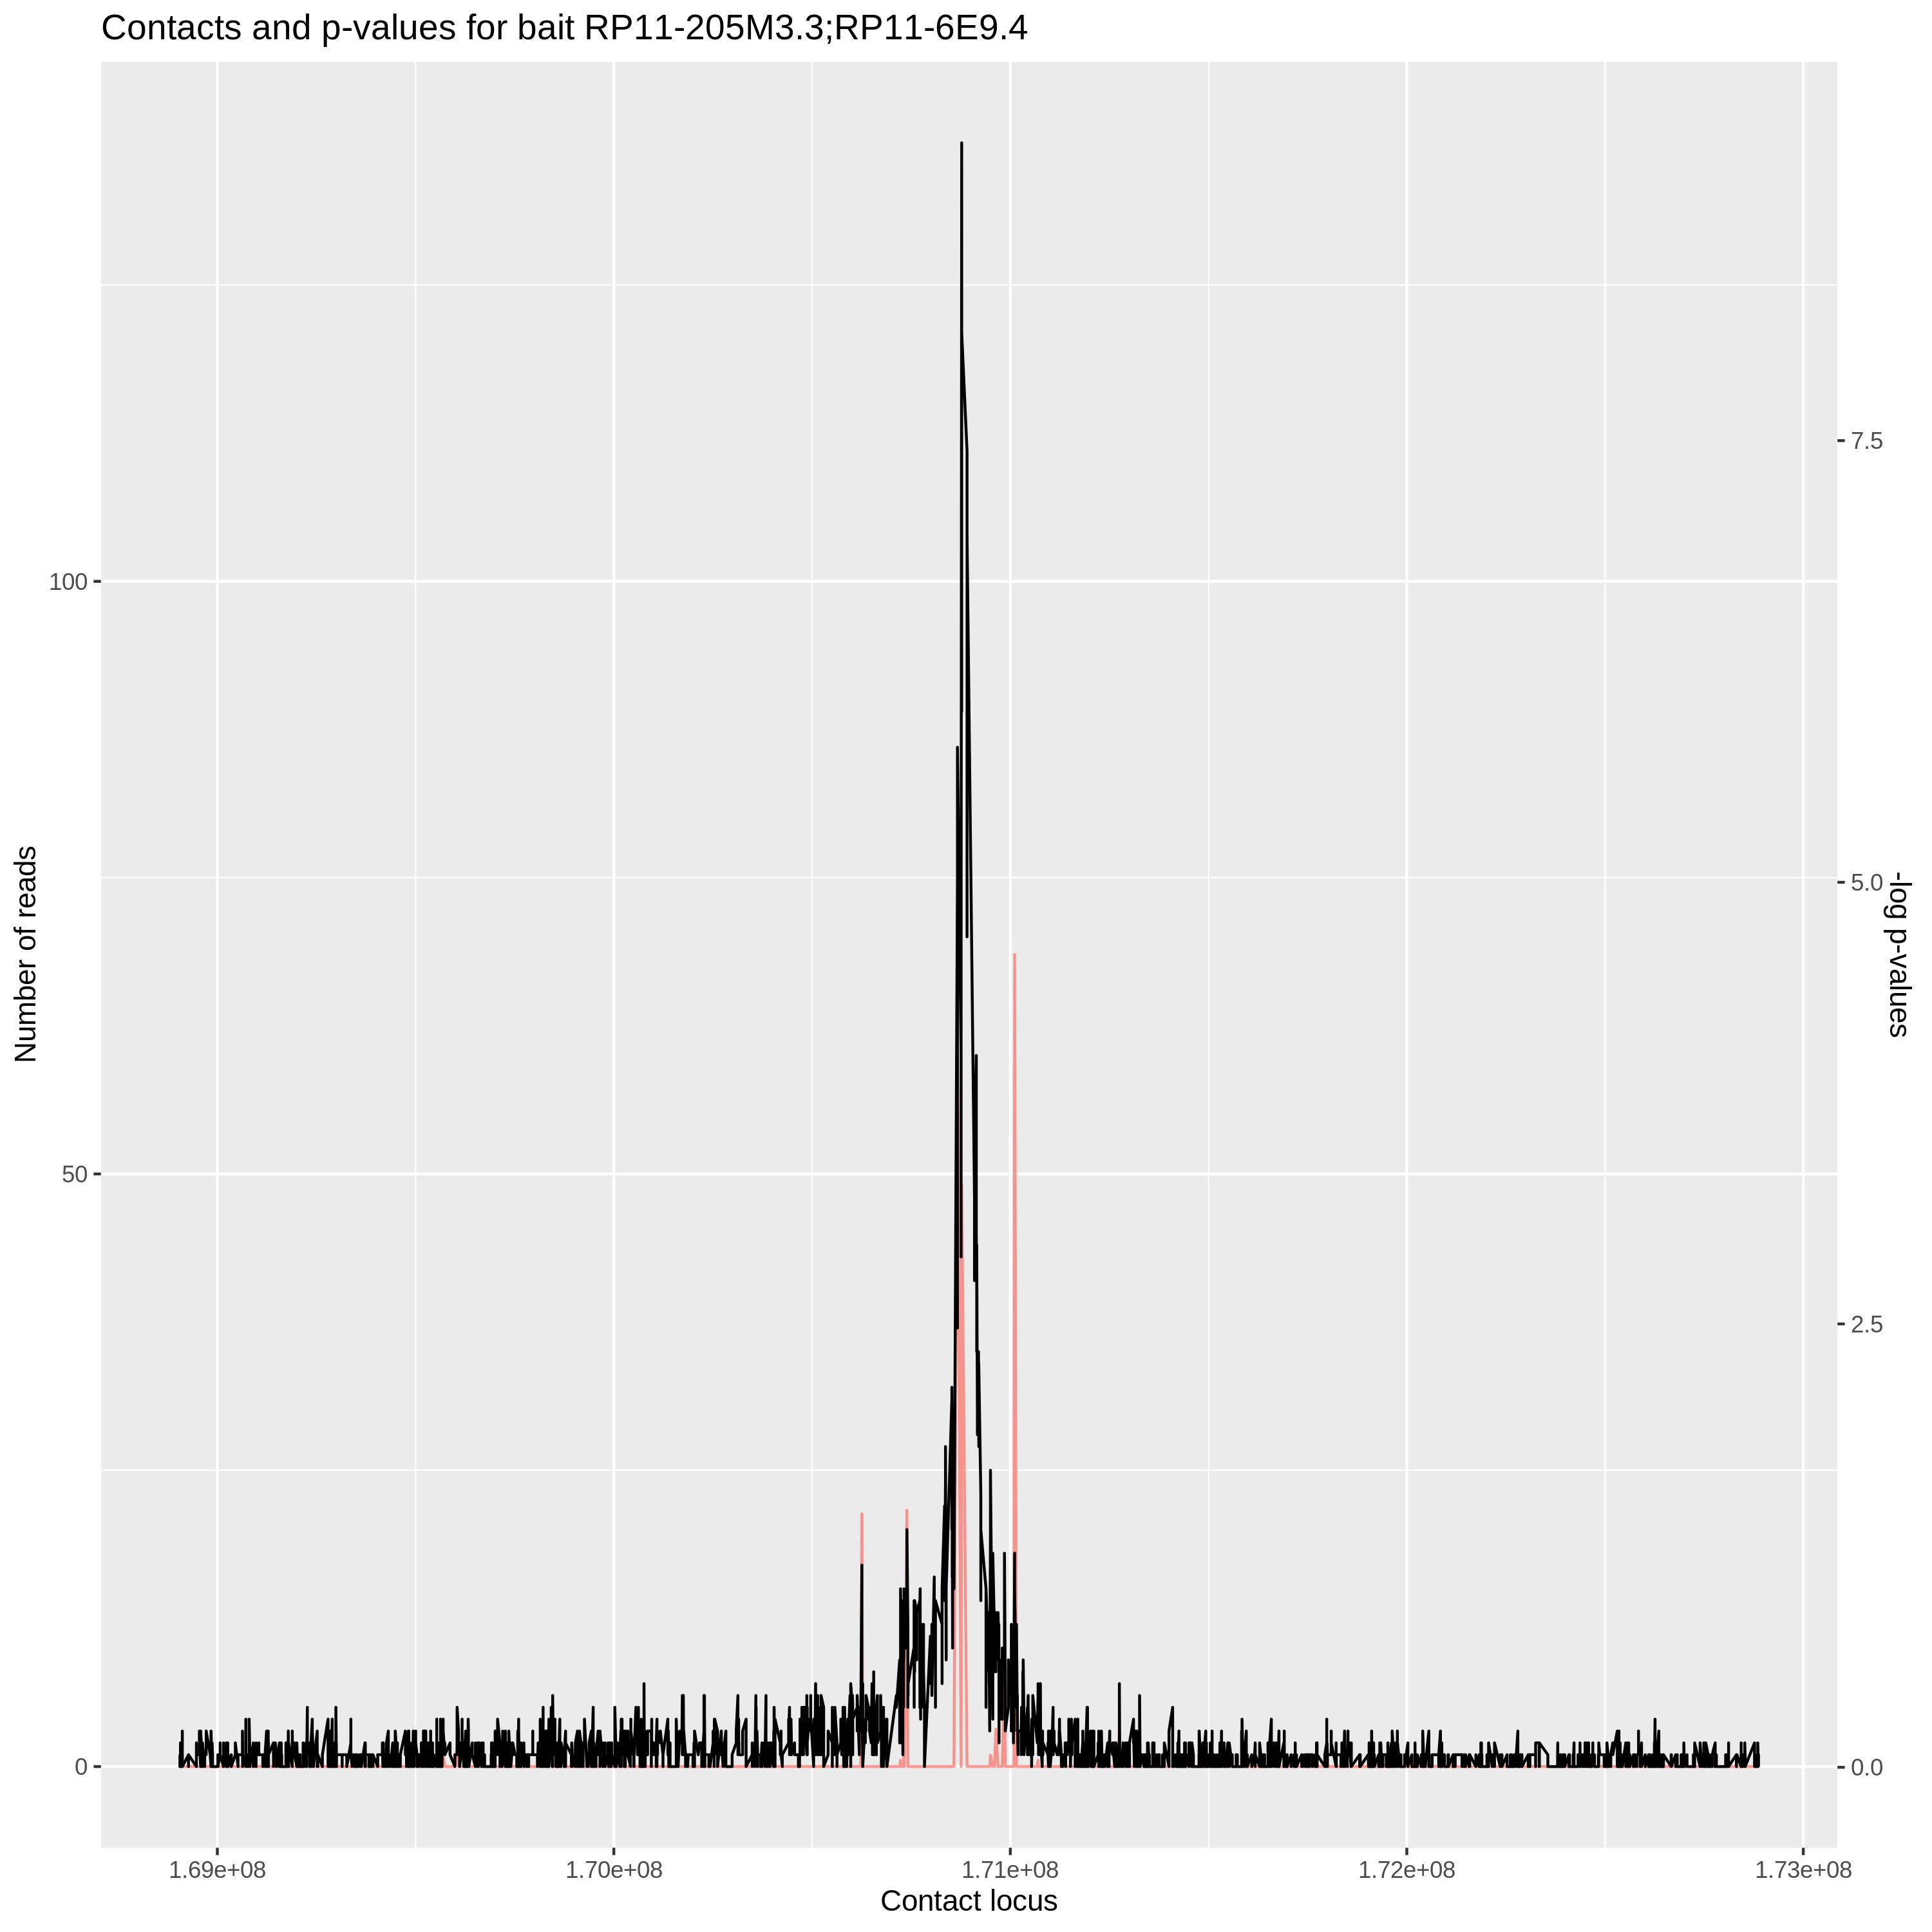 Contacts and p-values for bait RP11-205M3.3;RP11-6E9.4
Number of reads
100
50
0
7.5
5.0
2.5
0.0
-log p-values
1.69e+08
1.70e+08
1.71e+08
1.72e+08
1.73e+08
Contact locus